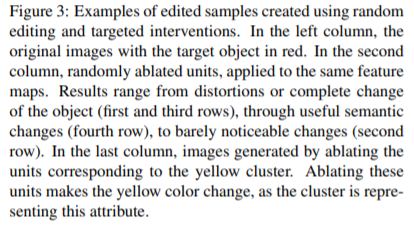 Figure 3: Examples of edited samples created using random
editing and targeted interventions. In the left column, the
original images with the target object in red. In the second
column, randomly ablated units, applied to the same feature
maps. Results range from distortions or complete change
of the object (first and third rows), through useful semantic
changes (fourth row), to barely noticeable changes (second
row). In the last column, images generated by ablating the
units corresponding to the yellow cluster. Ablating these
units makes the yellow color change, as the cluster is repre-
senting this attribute.